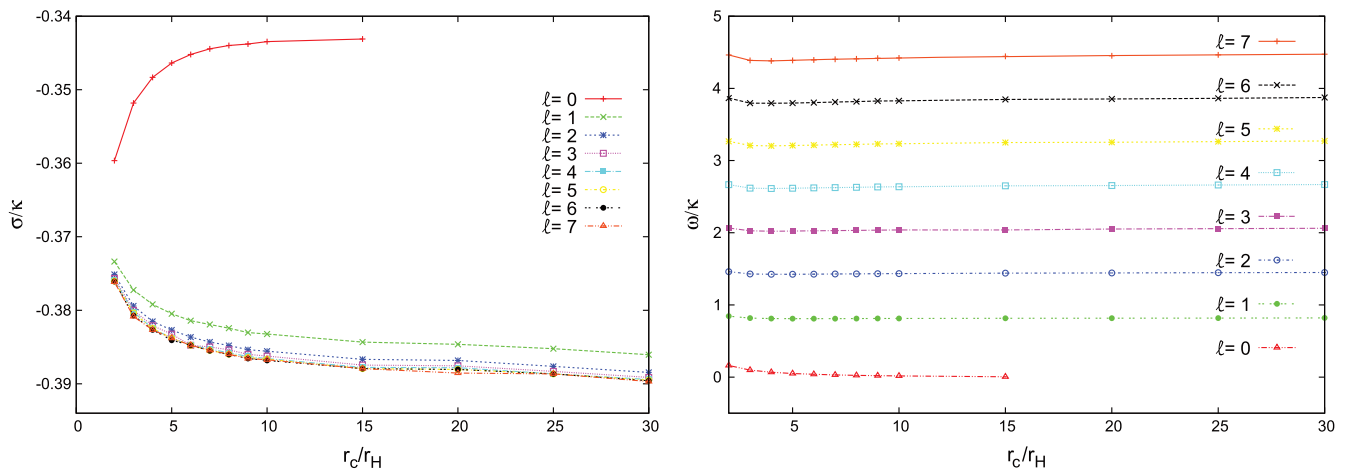 -0.34
-0.35
-0.36
-0.37
-0.38
-0.39
σ/κ
0
5
10
15
20
25
30
r_c/r_H
ℓ= 0
ℓ= 1
ℓ= 2
ℓ= 3
ℓ= 4
ℓ= 5
ℓ= 6
ℓ= 7
5
4
3
2
1
0
ω/κ
5
10
15
20
25
30
r_c/r_H
ℓ= 7
ℓ= 6
ℓ= 5
ℓ= 4
ℓ= 3
ℓ= 2
ℓ= 1
ℓ= 0